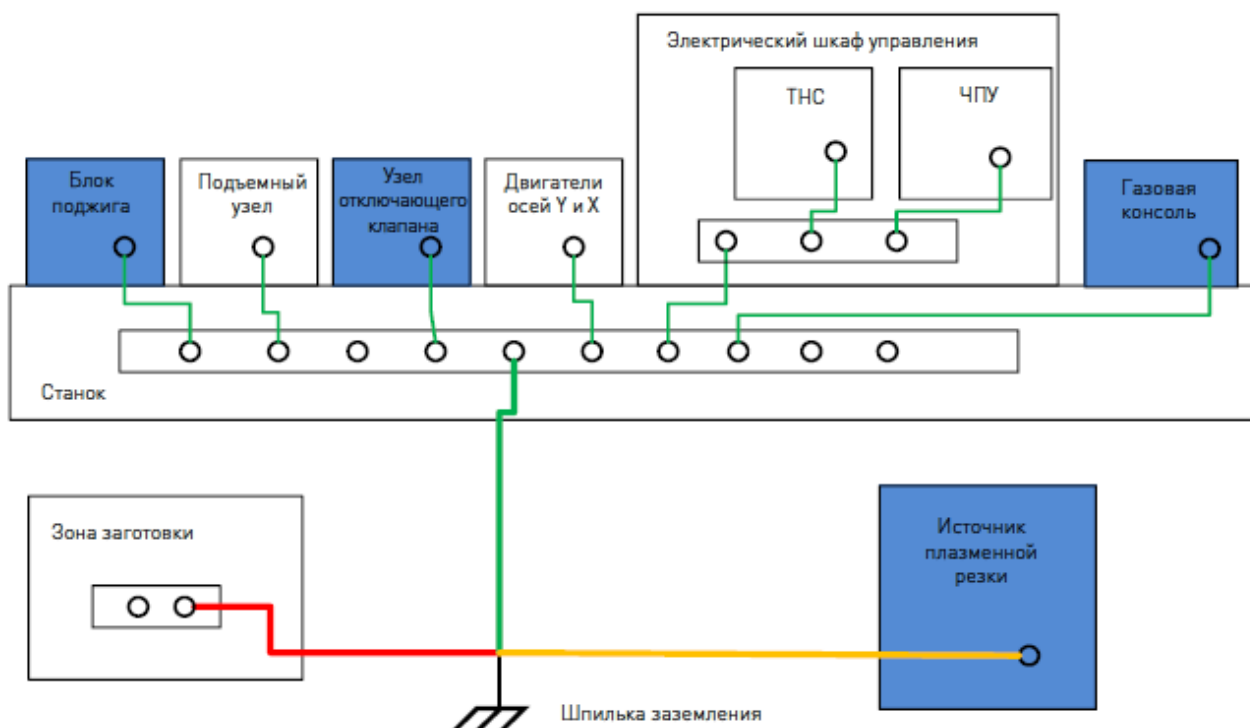 Электрический шкаф управления
ТНС
ЧПУ
Блок
поджига
Подъемный
узел
Узел
отключающего
клапана
Двигатели
осей Y и X
Газовая
консоль
Станок
Зона заготовки
Источник
плазменной
резки
Шпилька заземления